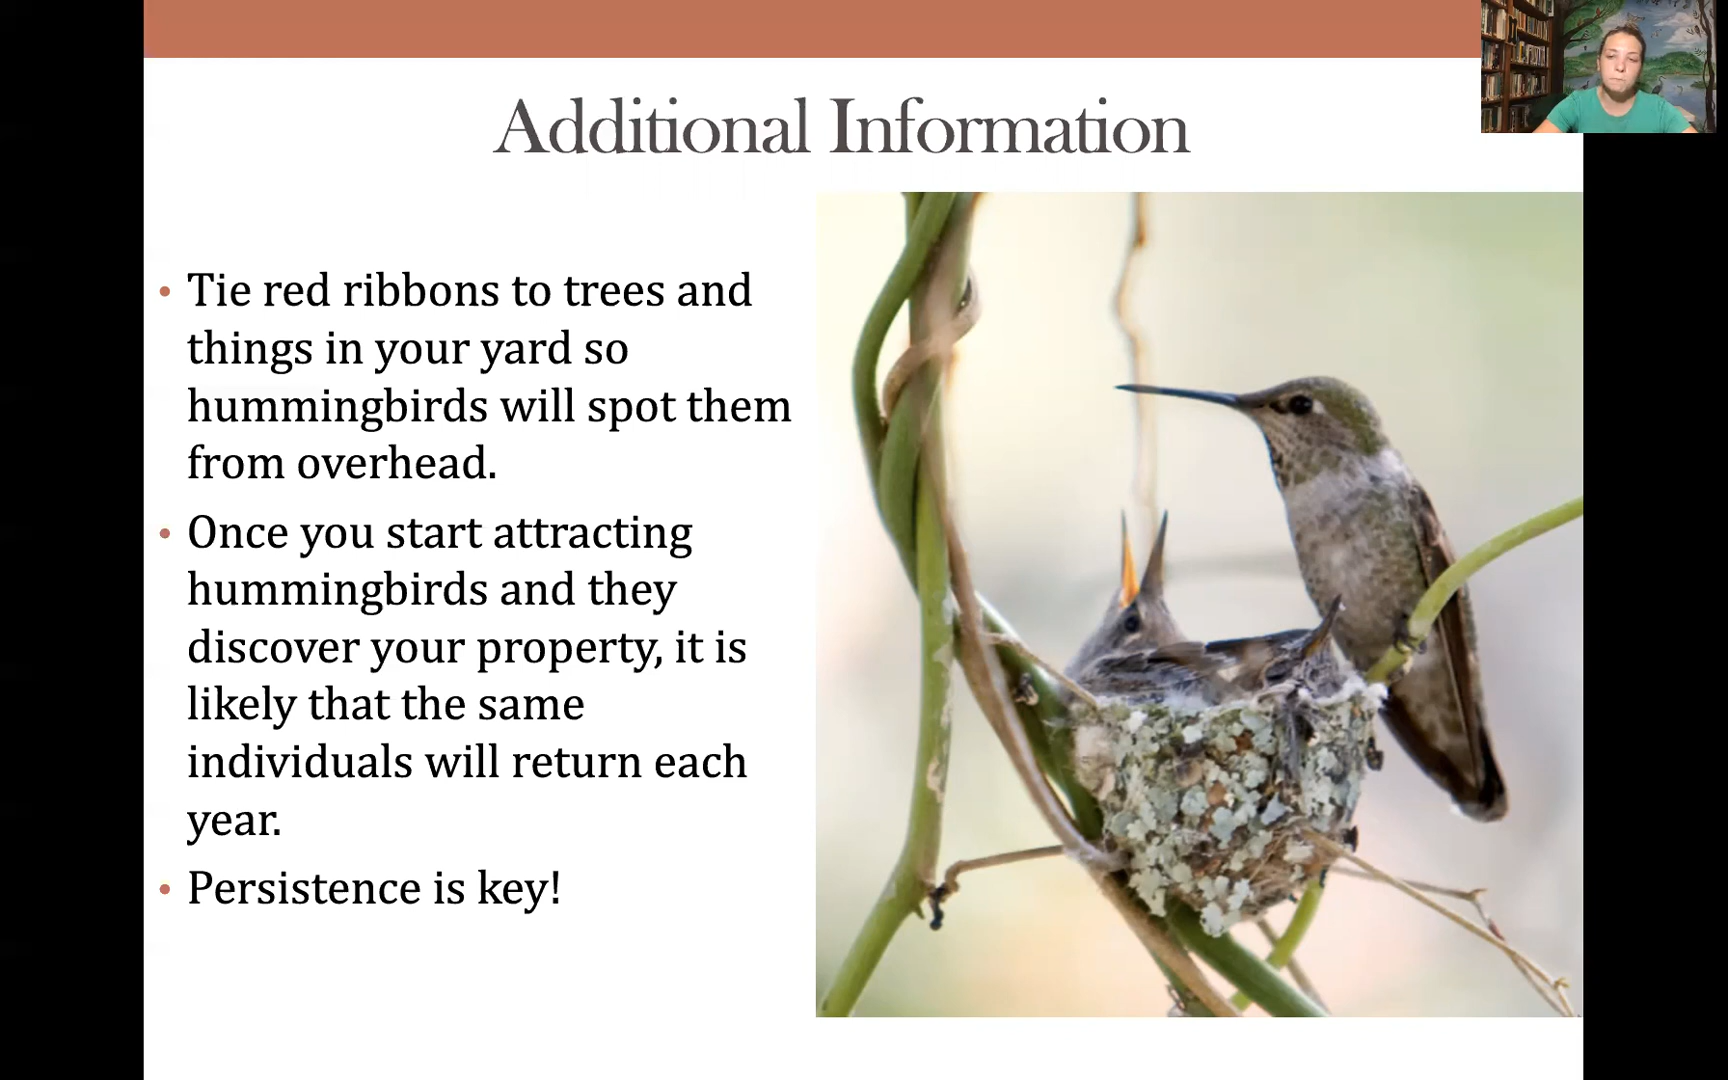 Additional Information
• Tie red ribbons to trees and
things in your yard so
hummingbirds will spot them
from overhead.
• Once you start attracting
hummingbirds and they
discover your property, it is
likely that the same
individuals will return each
year.
• Persistence is key!